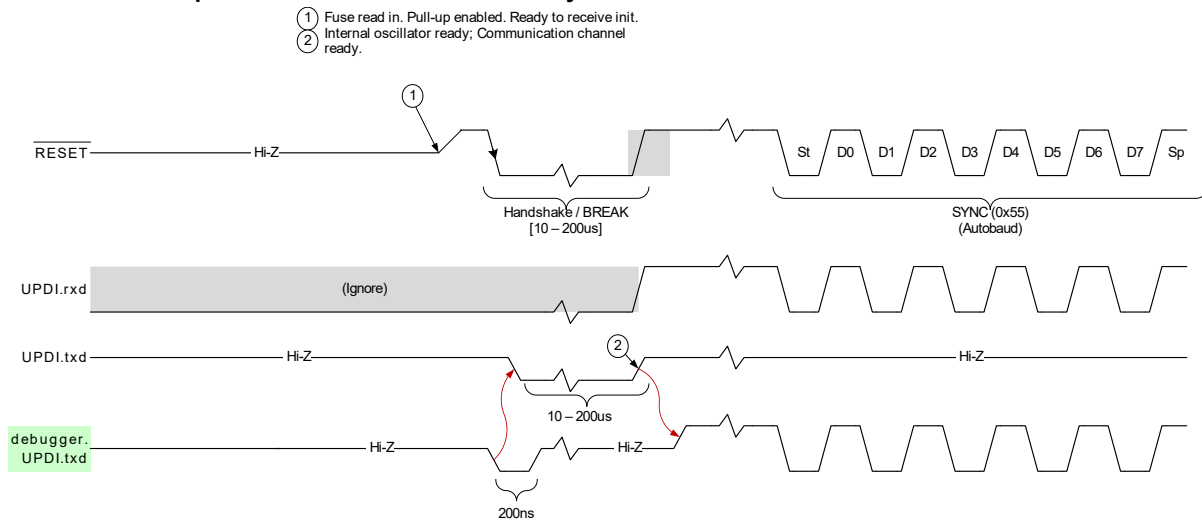 1 Fuse read in. Pull-up enabled. Ready to receive init.
2 Internal oscillator ready; Communication channel
ready.
1
RESET
Hi-Z
St D0 D1 D2 D3 D4 D5 D6 D7 Sp
Handshake / BREAK
[10 – 200us]
SYNC (0x55)
(Autobaud)
UPDI.rxd
(Ignore)
2
UPDI.txd
Hi-Z
Hi-Z
10 – 200us
debugger.
UPDI.txd
Hi-Z
Hi-Z
200ns